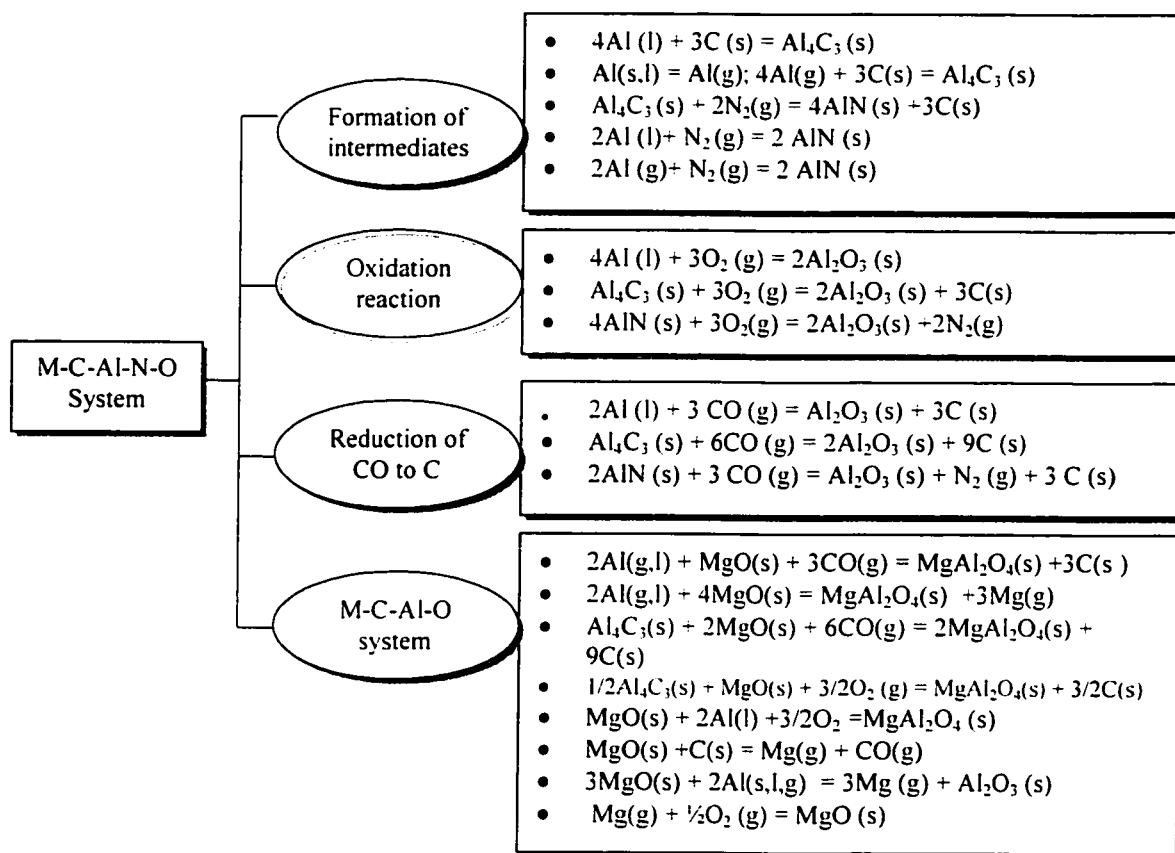 M-C-Al-N-O
System
Formation of
intermediates
• 4Al (l) + 3C (s) = Al₄C₃ (s)
• Al(s,l) = Al(g); 4Al(g) + 3C(s) = Al₄C₃ (s)
• Al₄C₃ (s) + 2N₂(g) = 4AlN (s) +3C(s)
• 2Al (l)+ N₂ (g) = 2 AlN (s)
• 2Al (g)+ N₂ (g) = 2 AlN (s)
Oxidation
reaction
• 4Al (l) + 3O₂ (g) = 2Al₂O₃ (s)
• Al₄C₃ (s) + 3O₂ (g) = 2Al₂O₃ (s) + 3C(s)
• 4AlN (s) + 3O₂(g) = 2Al₂O₃(s) +2N₂(g)
Reduction of
CO to C
• 2Al (l) + 3 CO (g) = Al₂O₃ (s) + 3C (s)
• Al₄C₃ (s) + 6CO (g) = 2Al₂O₃ (s) + 9C (s)
• 2AlN (s) + 3 CO (g) = Al₂O₃ (s) + N₂ (g) + 3 C (s)
M-C-Al-O
system
• 2Al(g,l) + MgO(s) + 3CO(g) = MgAl₂O₄(s) +3C(s )
• 2Al(g,l) + 4MgO(s) = MgAl₂O₄(s) +3Mg(g)
• Al₄C₃(s) + 2MgO(s) + 6CO(g) = 2MgAl₂O₄(s) +
9C(s)
• 1/2Al₄C₃(s) + MgO(s) + 3/2O₂ (g) = MgAl₂O₄(s) + 3/2C(s)
• MgO(s) + 2Al(l) +3/2O₂ =MgAl₂O₄ (s)
• MgO(s) +C(s) = Mg(g) + CO(g)
• 3MgO(s) + 2Al(s,l,g) = 3Mg (g) + Al₂O₃ (s)
• Mg(g) + ½O₂ (g) = MgO (s)